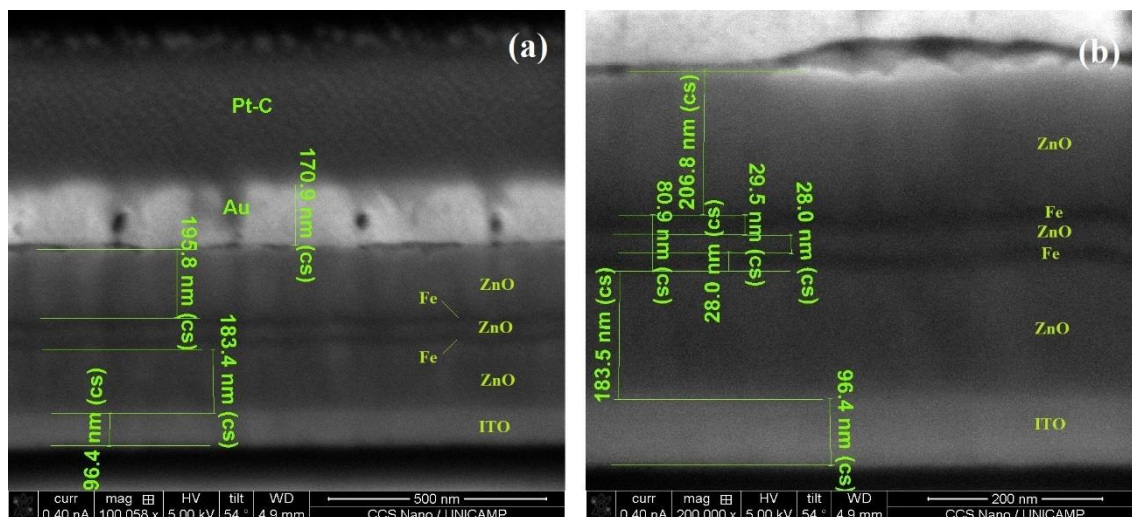 (a)
Pt-C
170.9 nm (cs)
Au
195.8 nm (cs)
ZnO
Fe
ZnO
Fe
183.4 nm (cs)
ZnO
96.4 nm (cs)
ITO
curr mag HV tilt WD 500 nm
0.40 nA 100 058 x 5.00 kV 54 ° 4.9 mm CCS Nano / UNICAMP
(b)
206.8 nm (cs)
ZnO
80.9 nm (cs)
29.5 nm (cs)
28.0 nm (cs)
28.0 nm (cs)
Fe
ZnO
Fe
183.5 nm (cs)
ZnO
96.4 nm (cs)
ITO
curr mag HV tilt WD 200 nm
0.40 nA 200 000 x 5.00 kV 54 ° 4.9 mm CCS Nano / UNICAMP